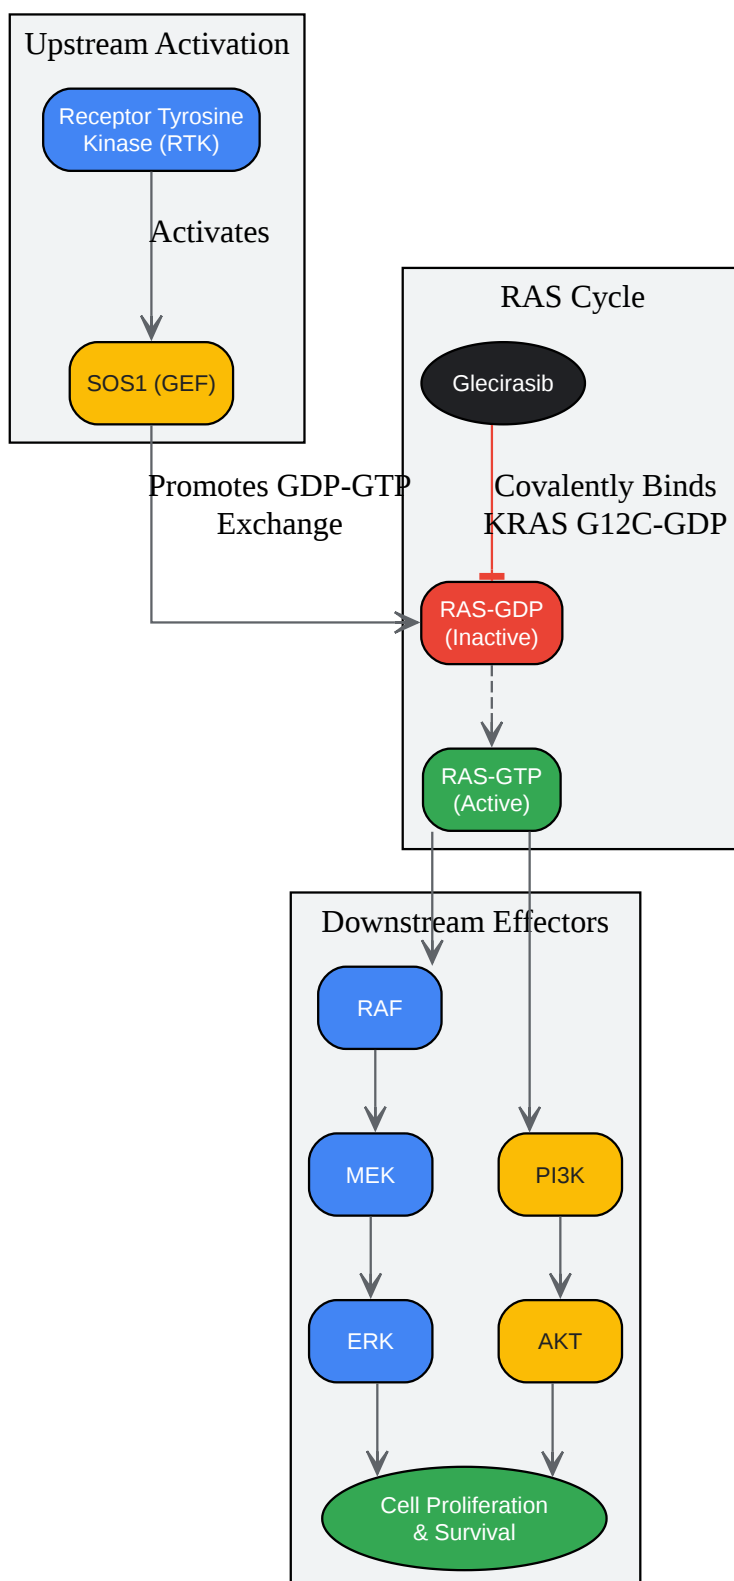 Upstream Activation
Receptor Tyrosine
Kinase (RTK)
Activates
SOS1 (GEF)
Promotes GDP-GTP
Exchange
RAS Cycle
Glecirasib
Covalently Binds
KRAS G12C-GDP
RAS-GDP
(Inactive)
RAS-GTP
(Active)
Downstream Effectors
RAF
MEK
PI3K
ERK
AKT
Cell Proliferation
& Survival